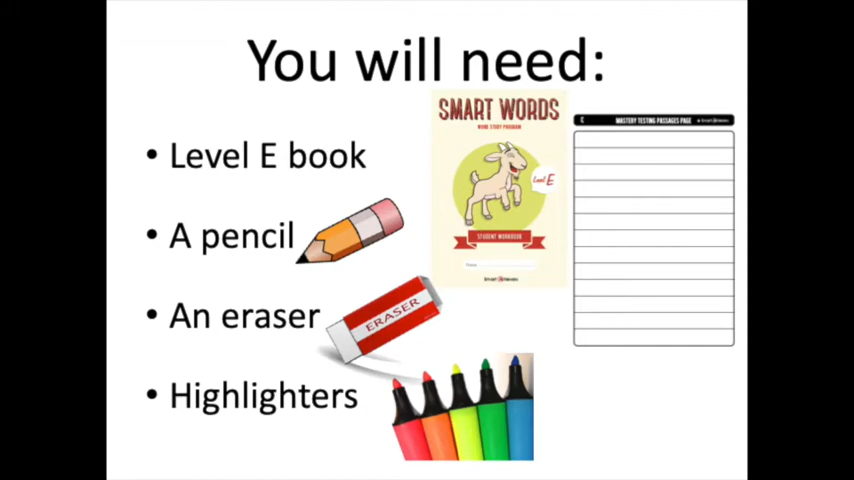 You will need:
• Level E book
• A pencil
• An eraser
• Highlighters
SMART WORDS
WORD STUDY PROGRAM
Level E
STUDENT WORKBOOK
ERASER
MASTERY TESTING PASSAGES PAGE